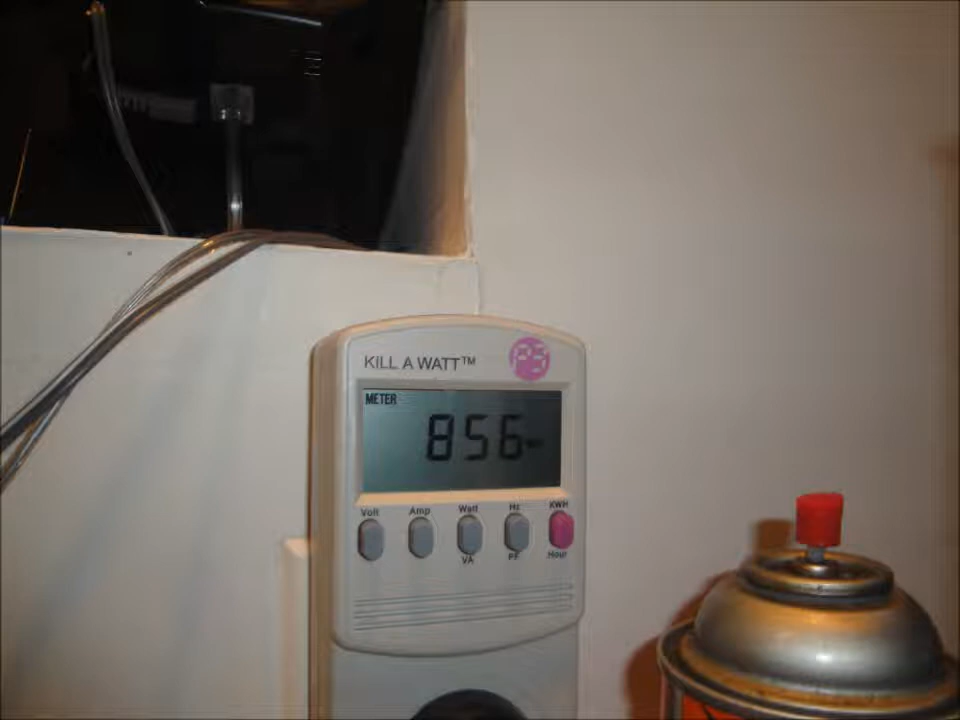 KILL A WATT™ P3
METER
856
Volt Amp Watt Hz KWH
VA PF Hour